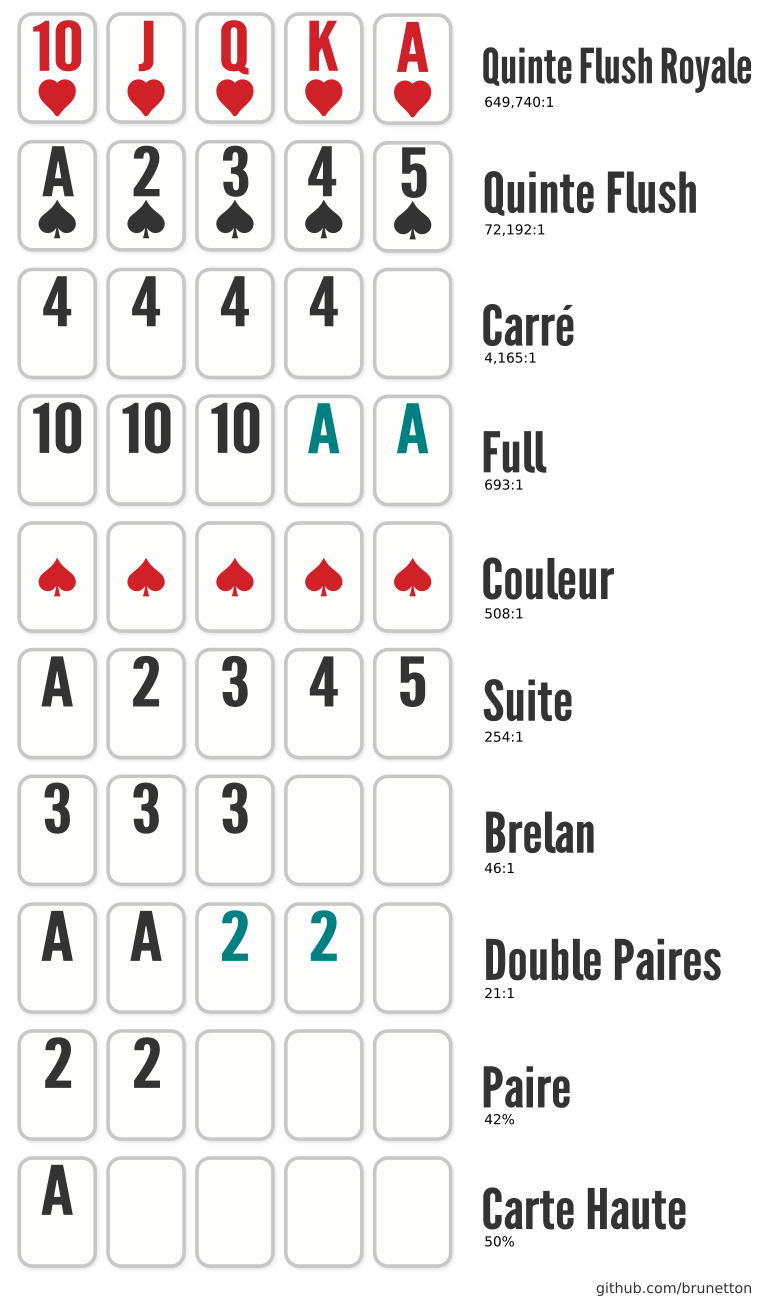 10 J Q K A
Quinte Flush Royale
649,740:1
A 2 3 4 5
Quinte Flush
72,192:1
4 4 4 4
Carré
4,165:1
10 10 10 A A
Full
693:1
Couleur
508:1
A 2 3 4 5
Suite
254:1
3 3 3
Brelan
46:1
A A 2 2
Double Paires
21:1
2 2
Paire
42%
A
Carte Haute
50%
github.com/brunetton